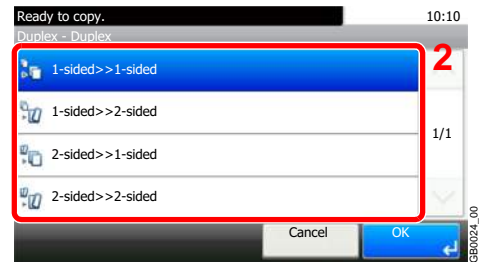 Ready to copy. 10:10
Duplex - Duplex
2
1-sided>>1-sided
1-sided>>2-sided
1/1
2-sided>>1-sided
2-sided>>2-sided
Cancel OK
GB0024_00